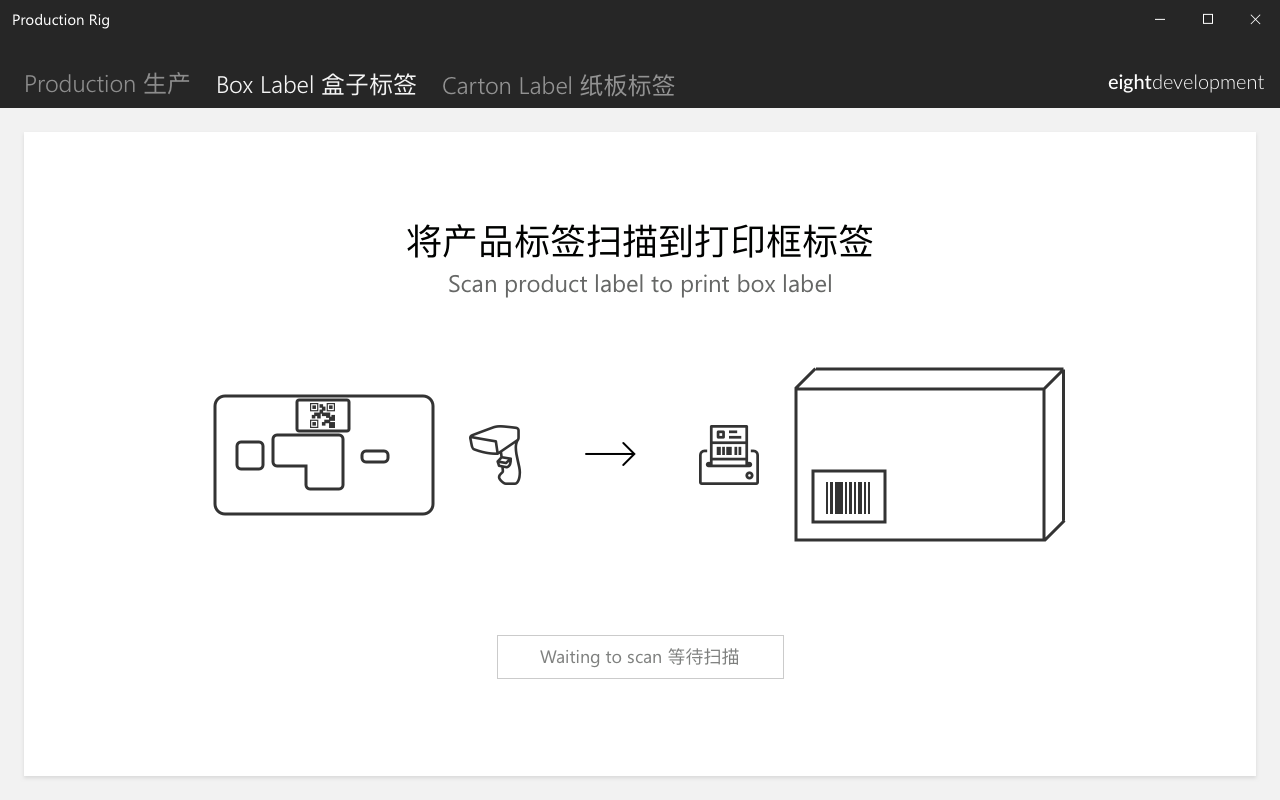 Production Rig
Production 生产
Box Label 盒子标签
Carton Label 纸板标签
eightdevelopment
将产品标签扫描到打印框标签
Scan product label to print box label
Waiting to scan 等待扫描